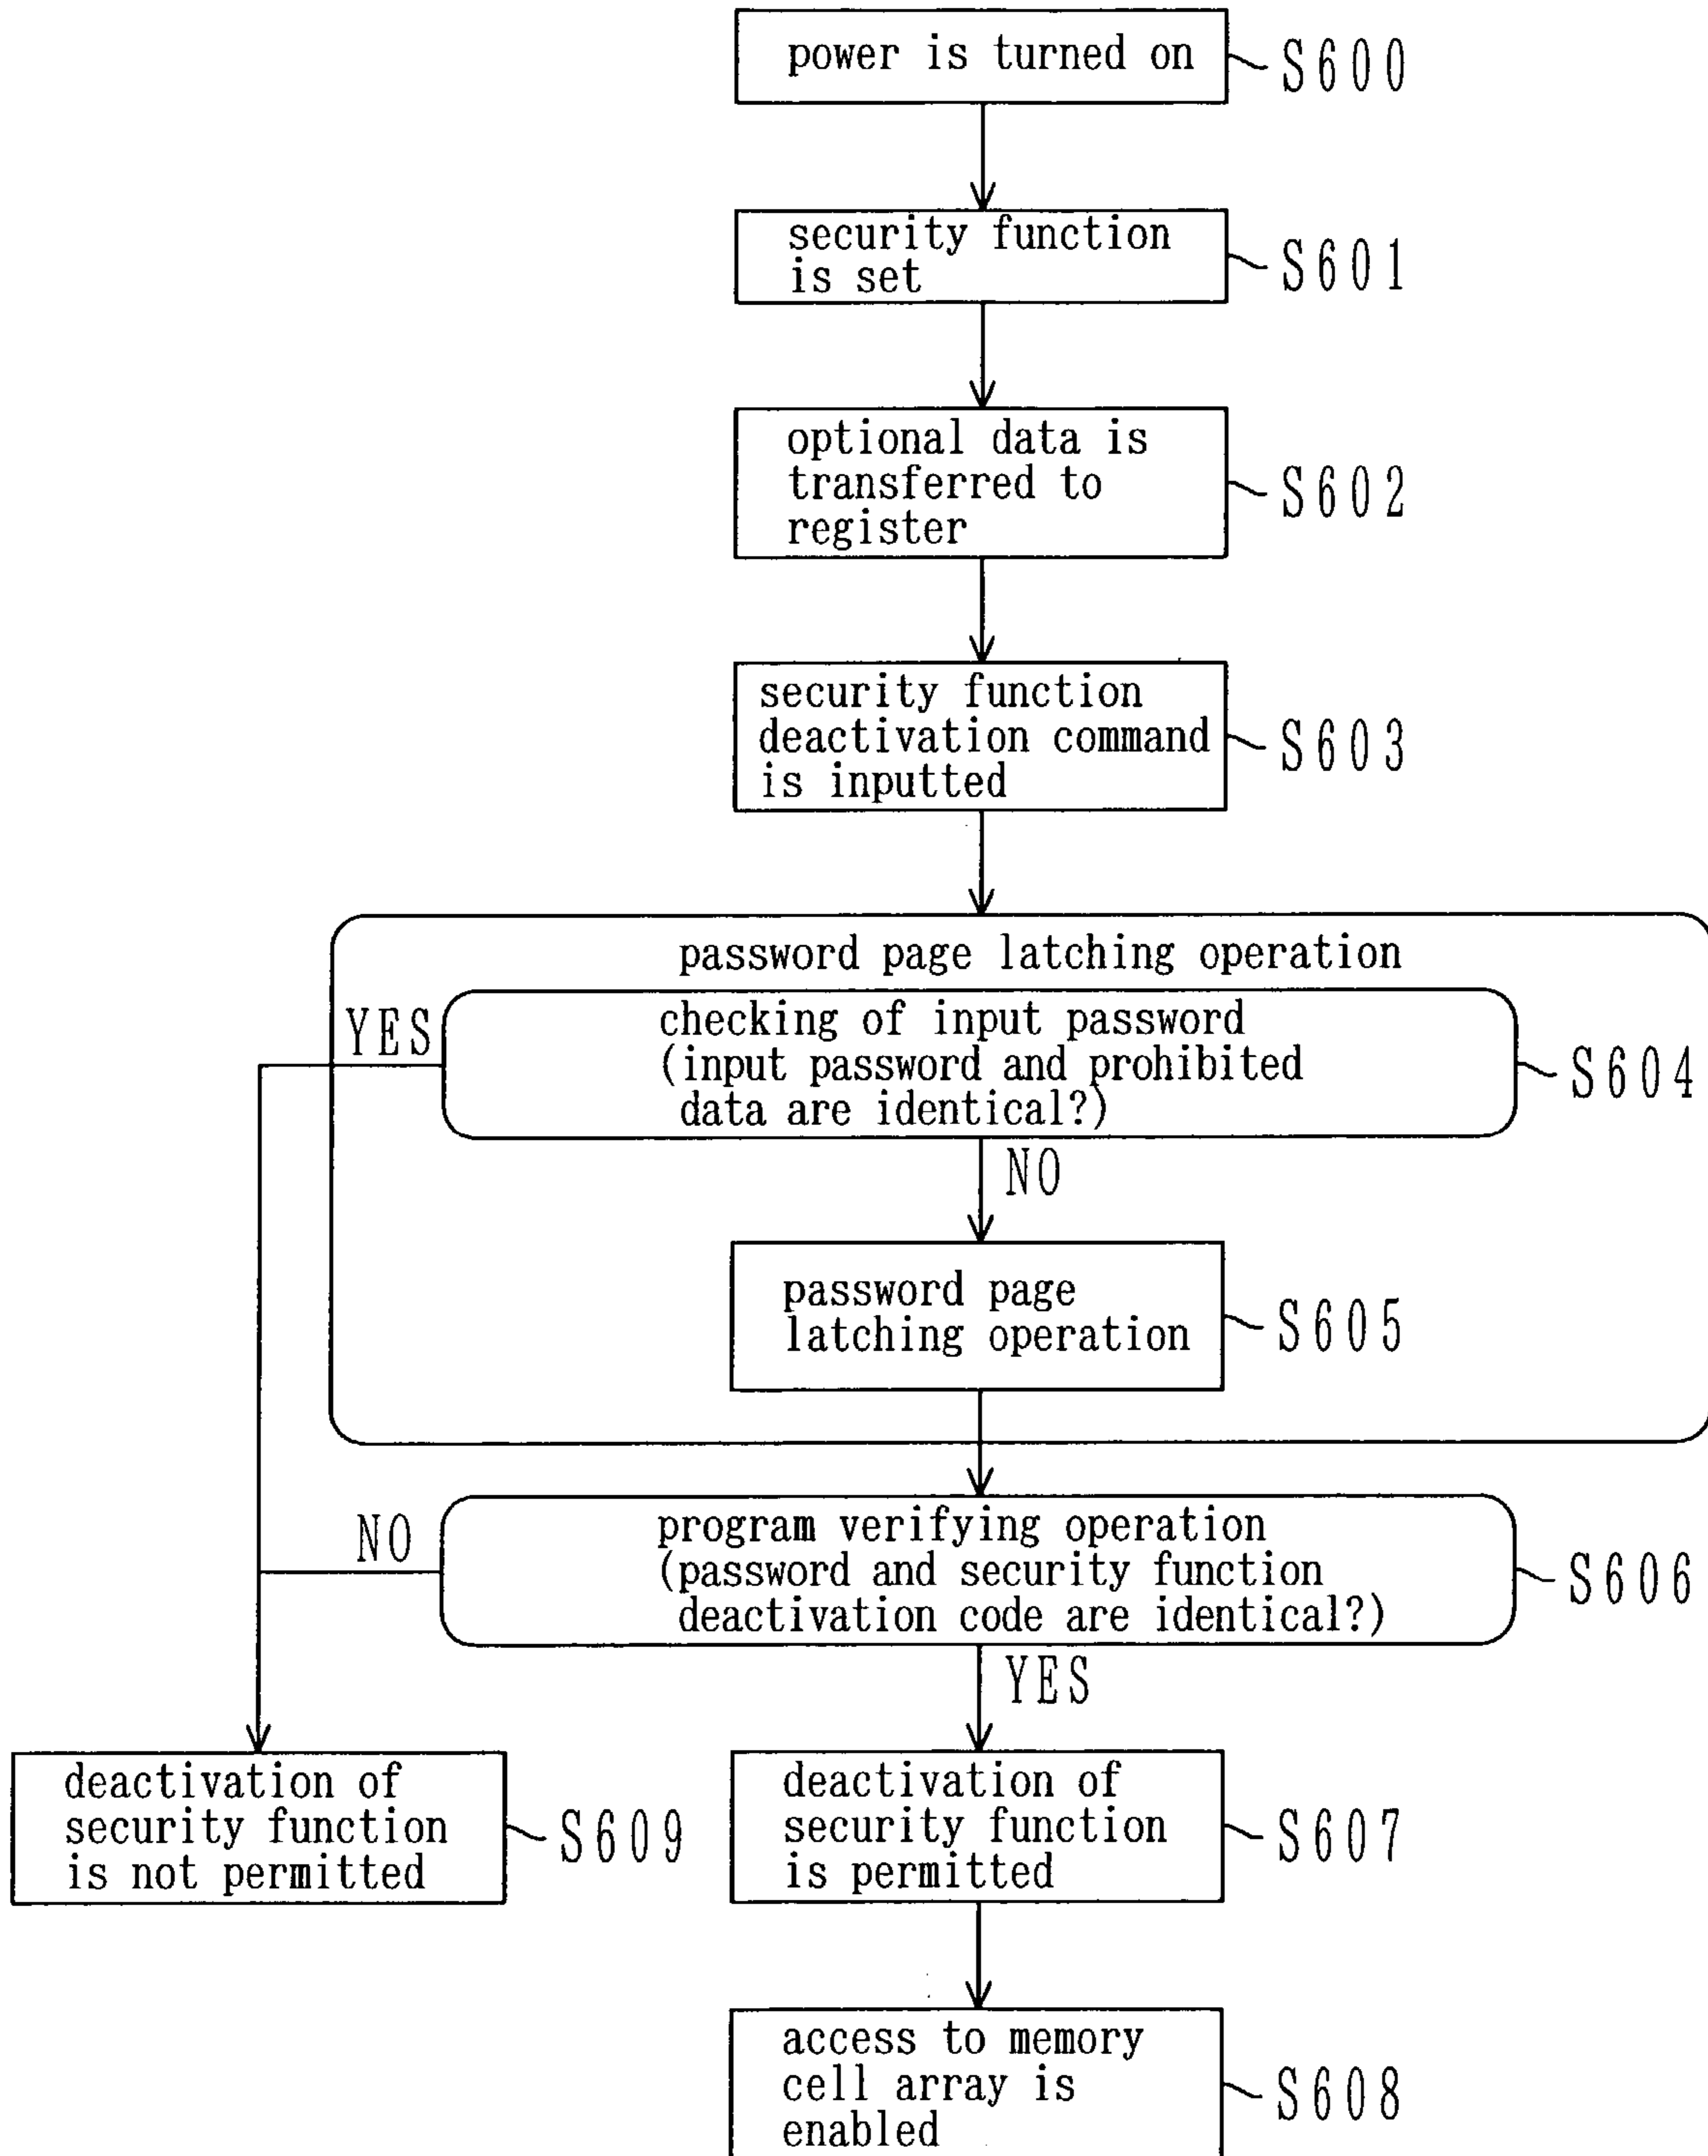 power is turned on
S600
security function
is set
S601
optional data is
transferred to
register
S602
security function
deactivation command
is inputted
S603
password page latching operation
YES
checking of input password
(input password and prohibited
data are identical?)
S604
NO
password page
latching operation
S605
NO
program verifying operation
(password and security function
deactivation code are identical?)
S606
YES
deactivation of
security function
is not permitted
S609
deactivation of
security function
is permitted
S607
access to memory
cell array is
enabled
S608